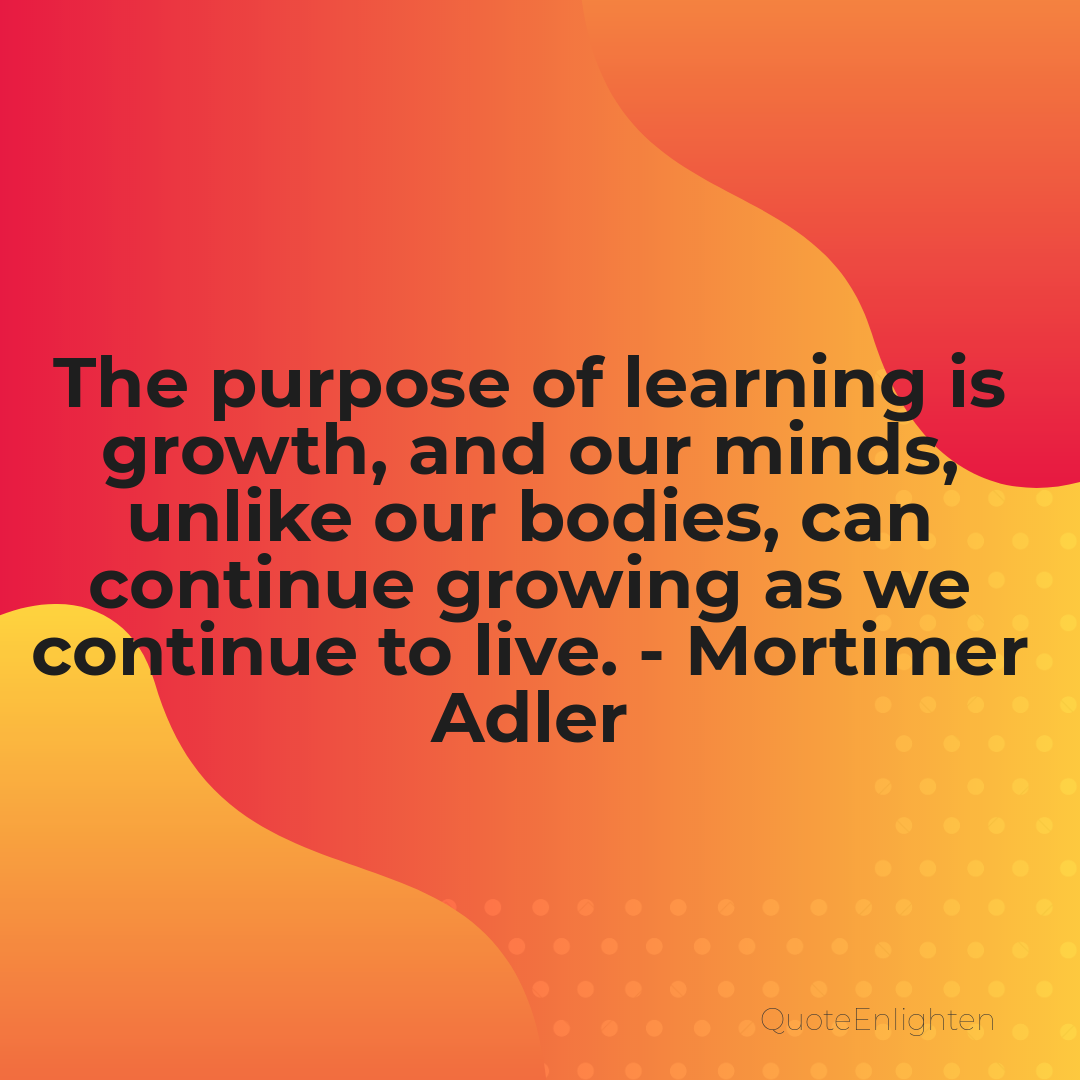 The purpose of learning is
growth, and our minds,
unlike our bodies, can
continue growing as we
continue to live. - Mortimer
Adler
QuoteEnlighten